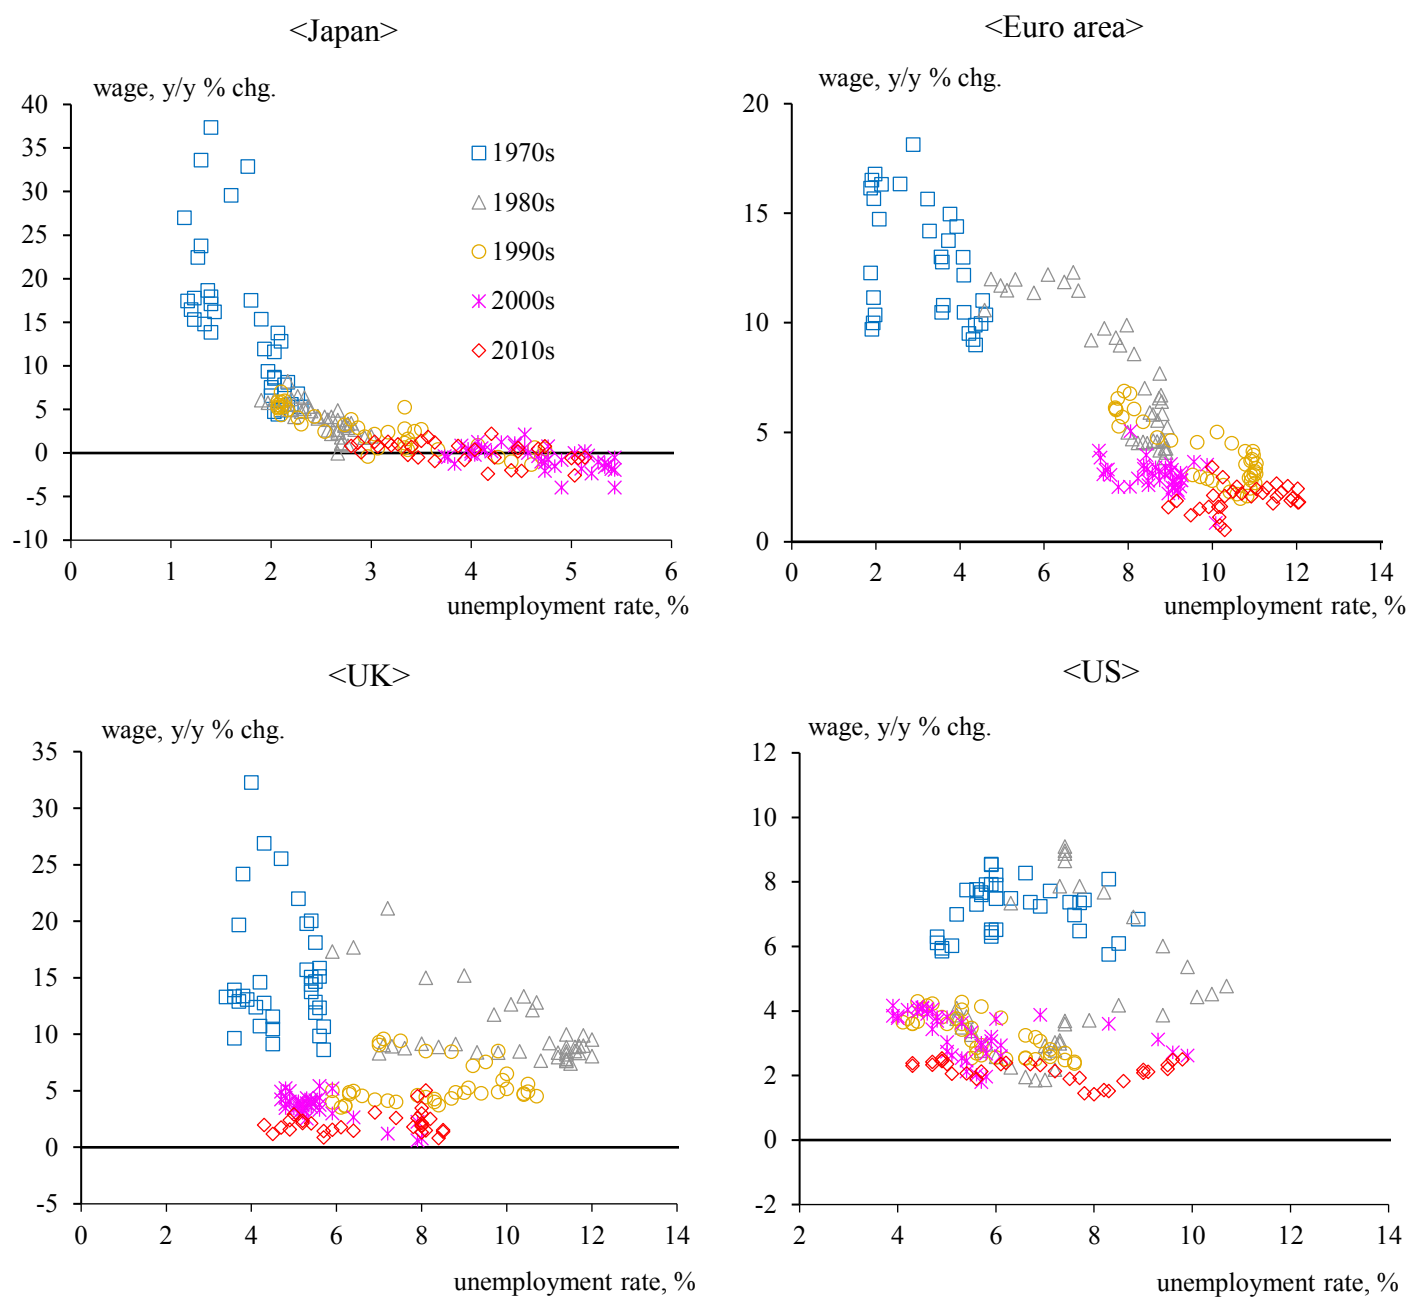 <Japan>
wage, y/y % chg.
40
35
30
25
20
15
10
5
0
-5
-10
0 1 2 3 4 5 6
unemployment rate, %
1970s
1980s
1990s
2000s
2010s
<Euro area>
wage, y/y % chg.
20
15
10
5
0
0 2 4 6 8 10 12 14
unemployment rate, %
<UK>
wage, y/y % chg.
35
30
25
20
15
10
5
0
-5
0 2 4 6 8 10 12 14
unemployment rate, %
<US>
wage, y/y % chg.
12
10
8
6
4
2
0
-2
2 4 6 8 10 12 14
unemployment rate, %